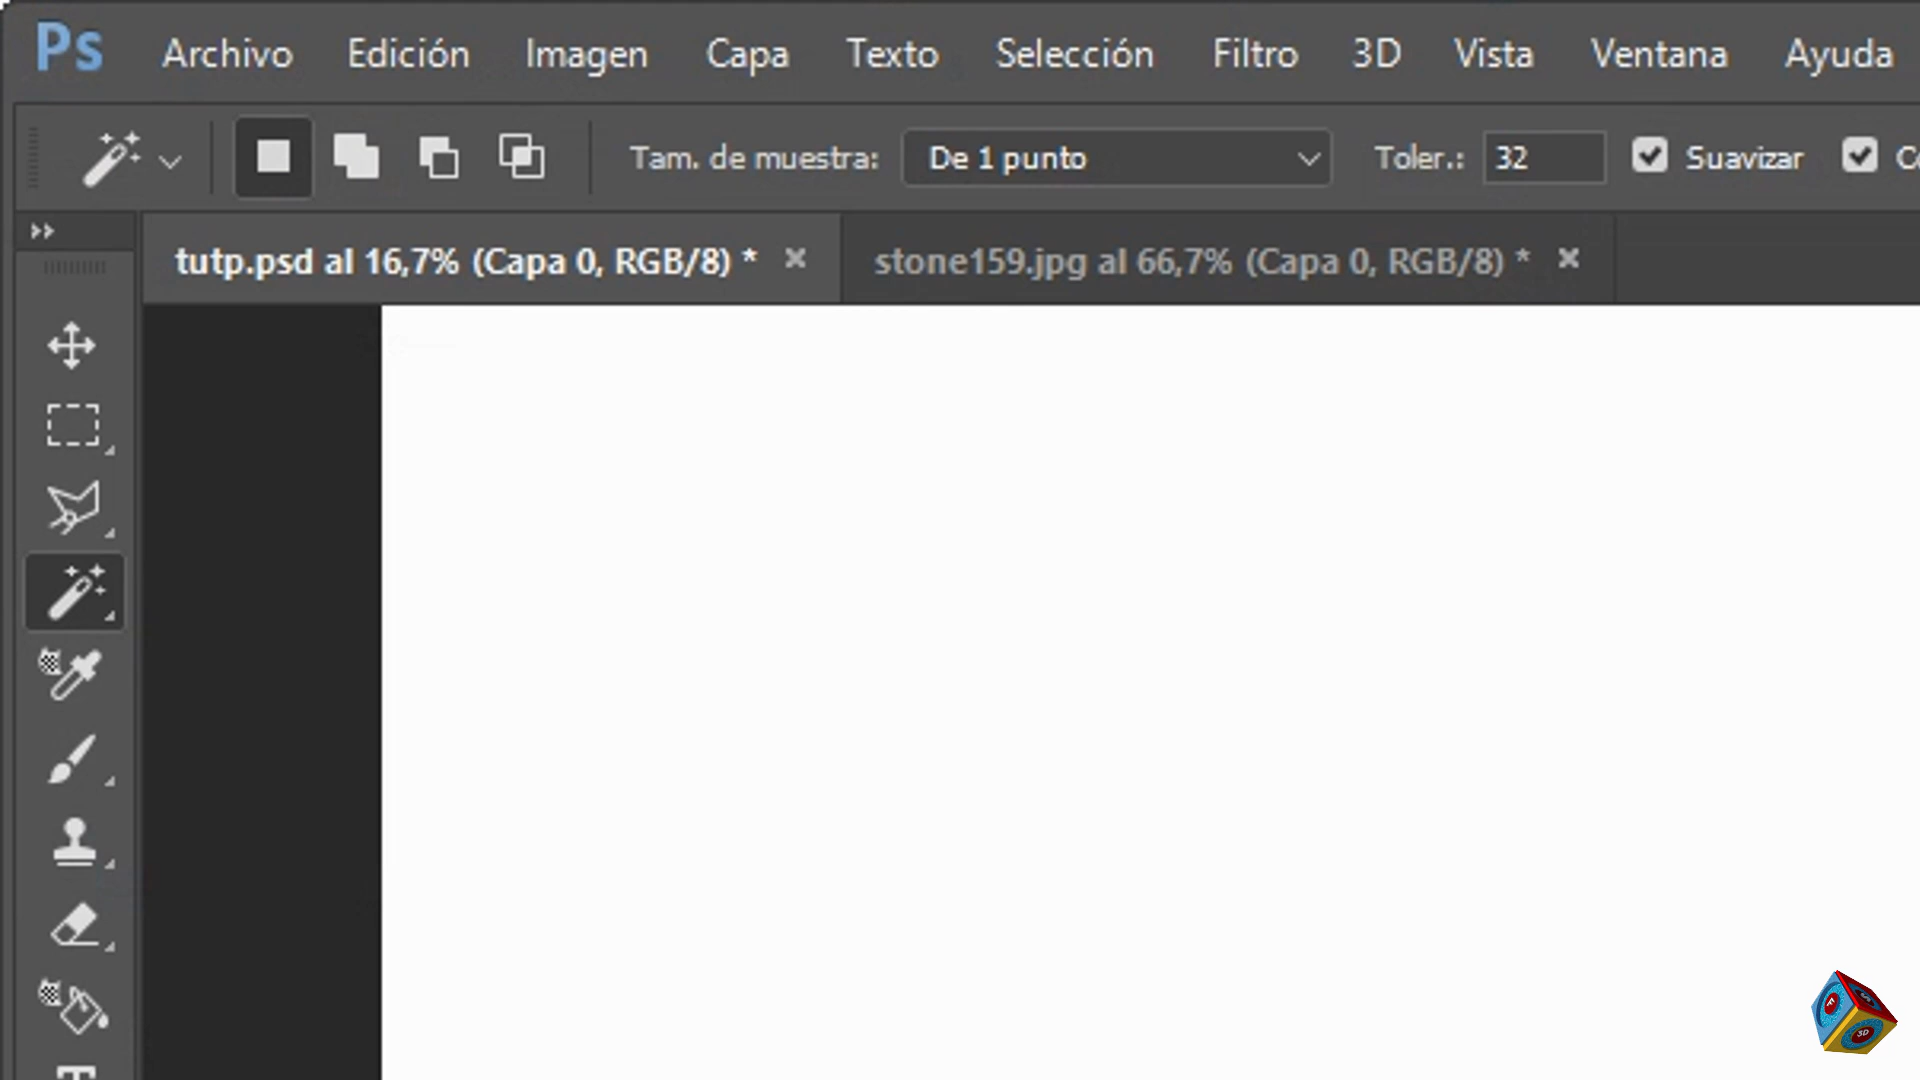 Ps Archivo Edición Imagen Capa Texto Selección Filtro 3D Vista Ventana Ayuda
Tam. de muestra: De 1 punto Toler.: 32 Suavizar
tutp.psd al 16,7% (Capa 0, RGB/8) * stone159.jpg al 66,7% (Capa 0, RGB/8) *
F
3D